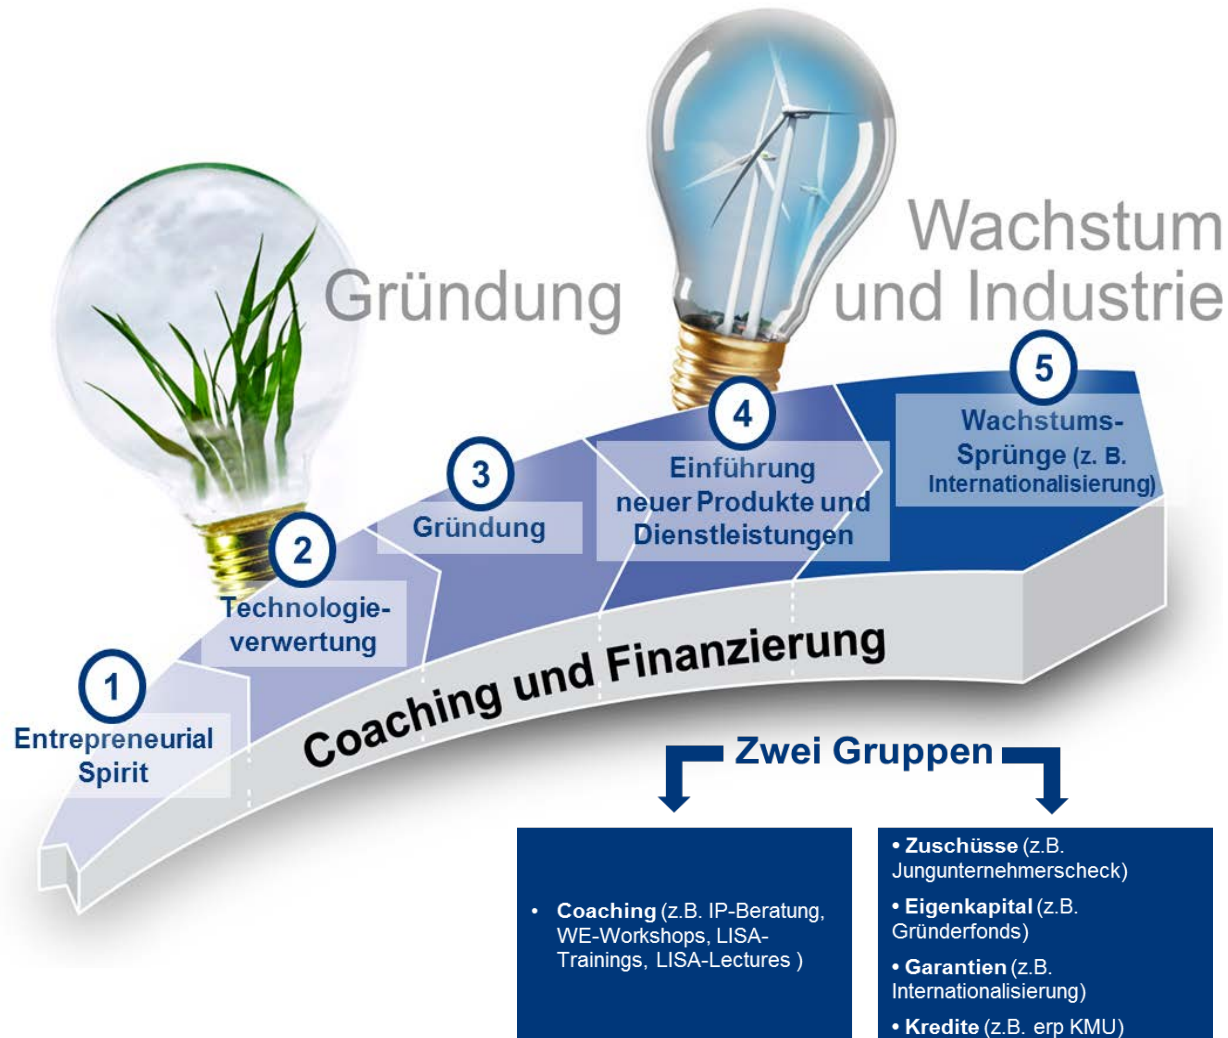 Gründung
Wachstum
und Industrie
1
Entrepreneurial
Spirit
2
Technologie-
verwertung
3
Gründung
4
Einführung
neuer Produkte und
Dienstleistungen
5
Wachstums-
Sprünge (z. B.
Internationalisierung)
Coaching und Finanzierung
Zwei Gruppen
• Coaching (z.B. IP-Beratung,
WE-Workshops, LISA-
Trainings, LISA-Lectures )
• Zuschüsse (z.B.
Jungunternehmerscheck)
• Eigenkapital (z.B.
Gründerfonds)
• Garantien (z.B.
Internationalisierung)
• Kredite (z.B. erp KMU)